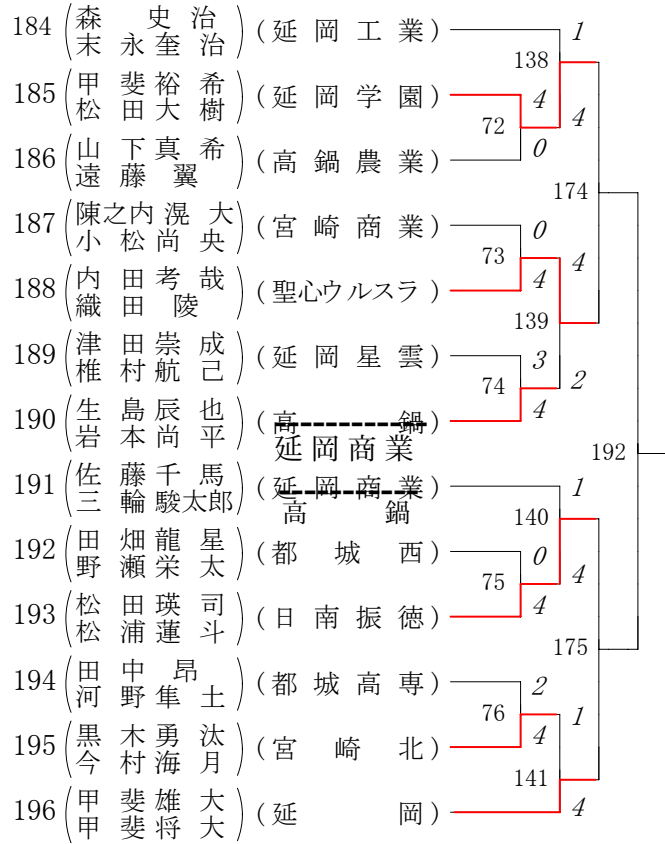 184 (森 史 治 末 永 奎 治) (延 岡 工 業) 1
138
185 (甲 斐 裕 希 松 田 大 樹) (延 岡 学 園) 4 4
72
186 (山 下 真 希 遠 藤 翼) (高 鍋 農 業) 0
174
187 (陳之内 滉 大 小 松 尚 央) (宮 崎 商 業) 0
73 4
188 (内 田 考 哉 織 田 陵) (聖心ウルスラ) 4
139
189 (津 田 崇 成 椎 村 航 己) (延 岡 星 雲) 3
74 2
190 (生 島 辰 也 岩 本 尚 平) (高 鍋) 4
延 岡 商 業
192
191 (佐 藤 千 馬 三 輪 駿太郎) (延 岡 商 業) 1
高 鍋
140
192 (田 畑 龍 星 野 瀬 栄 太) (都 城 西) 0
75 4
193 (松 田 瑛 司 松 浦 蓮 斗) (日 南 振 徳) 4
175
194 (田 中 昂 河 野 隼 土) (都 城 高 専) 2
76 1
195 (黒 木 勇 汰 今 村 海 月) (宮 崎 北) 4
141
196 (甲 斐 雄 大 甲 斐 将 大) (延 岡) 4